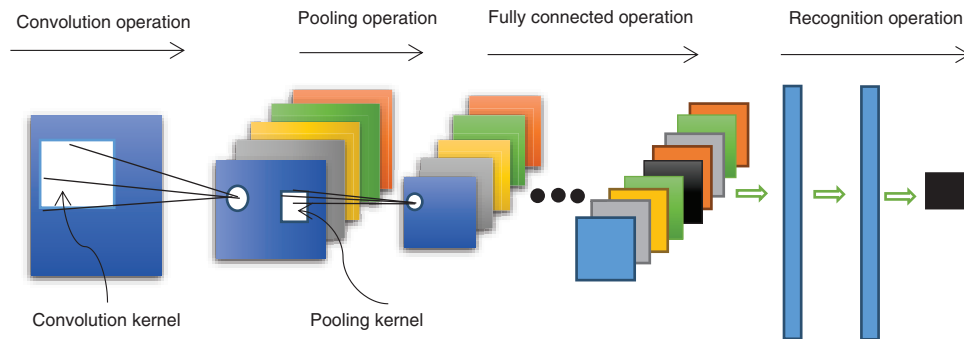 Convolution operation
Pooling operation
Fully connected operation
Recognition operation
Convolution kernel
Pooling kernel